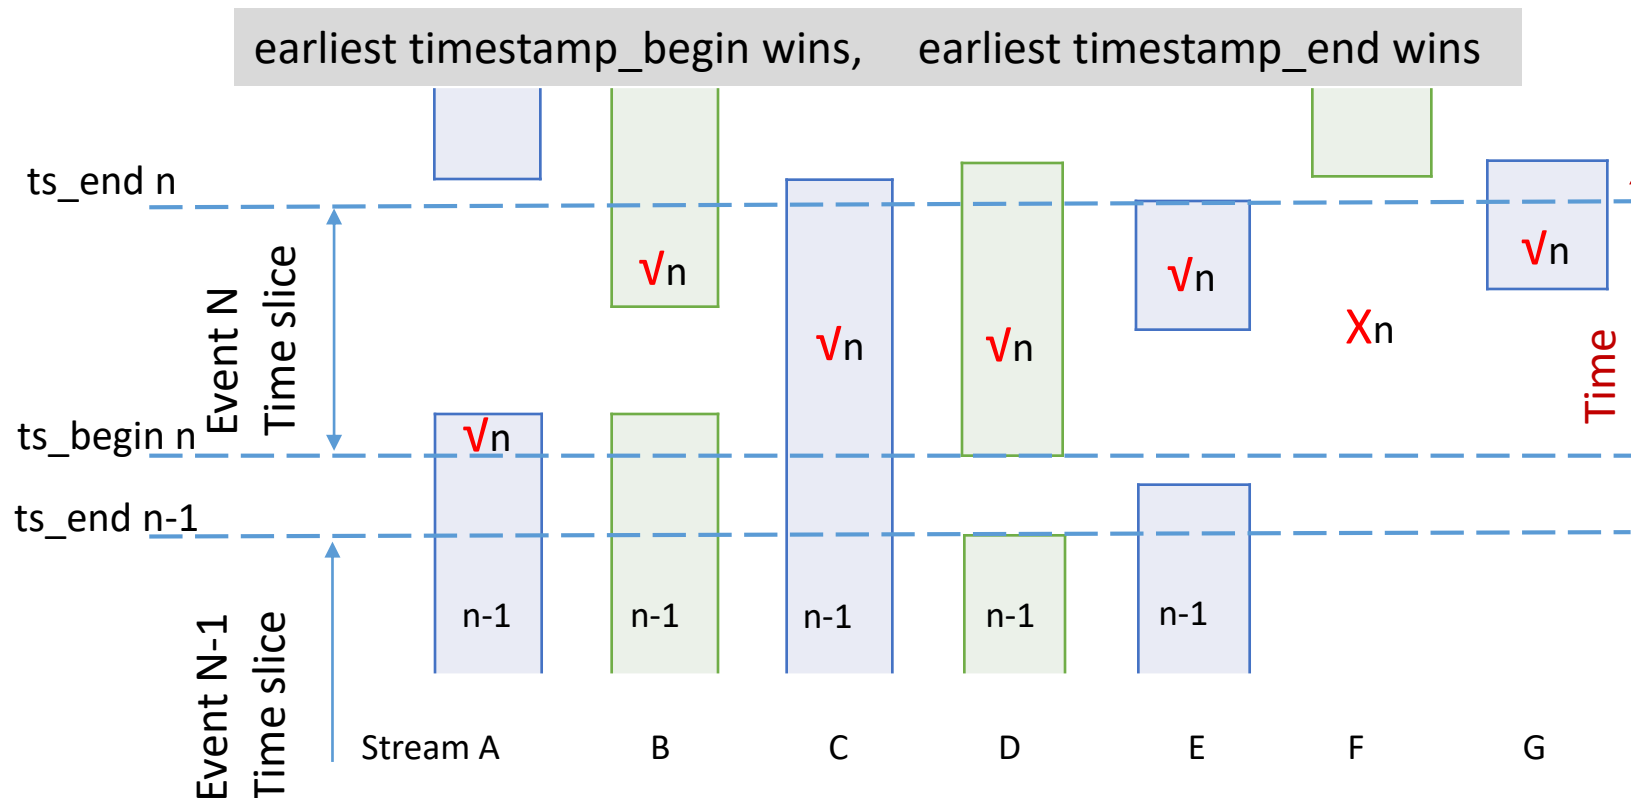 earliest timestamp_begin wins, earliest timestamp_end wins
ts_end n
√n
√n
√n
√n
√n
Xn
Event N
Time slice
Time
ts_begin n
√n
ts_end n-1
n-1
n-1
n-1
n-1
n-1
Event N-1
Time slice
Stream A B C D E F G